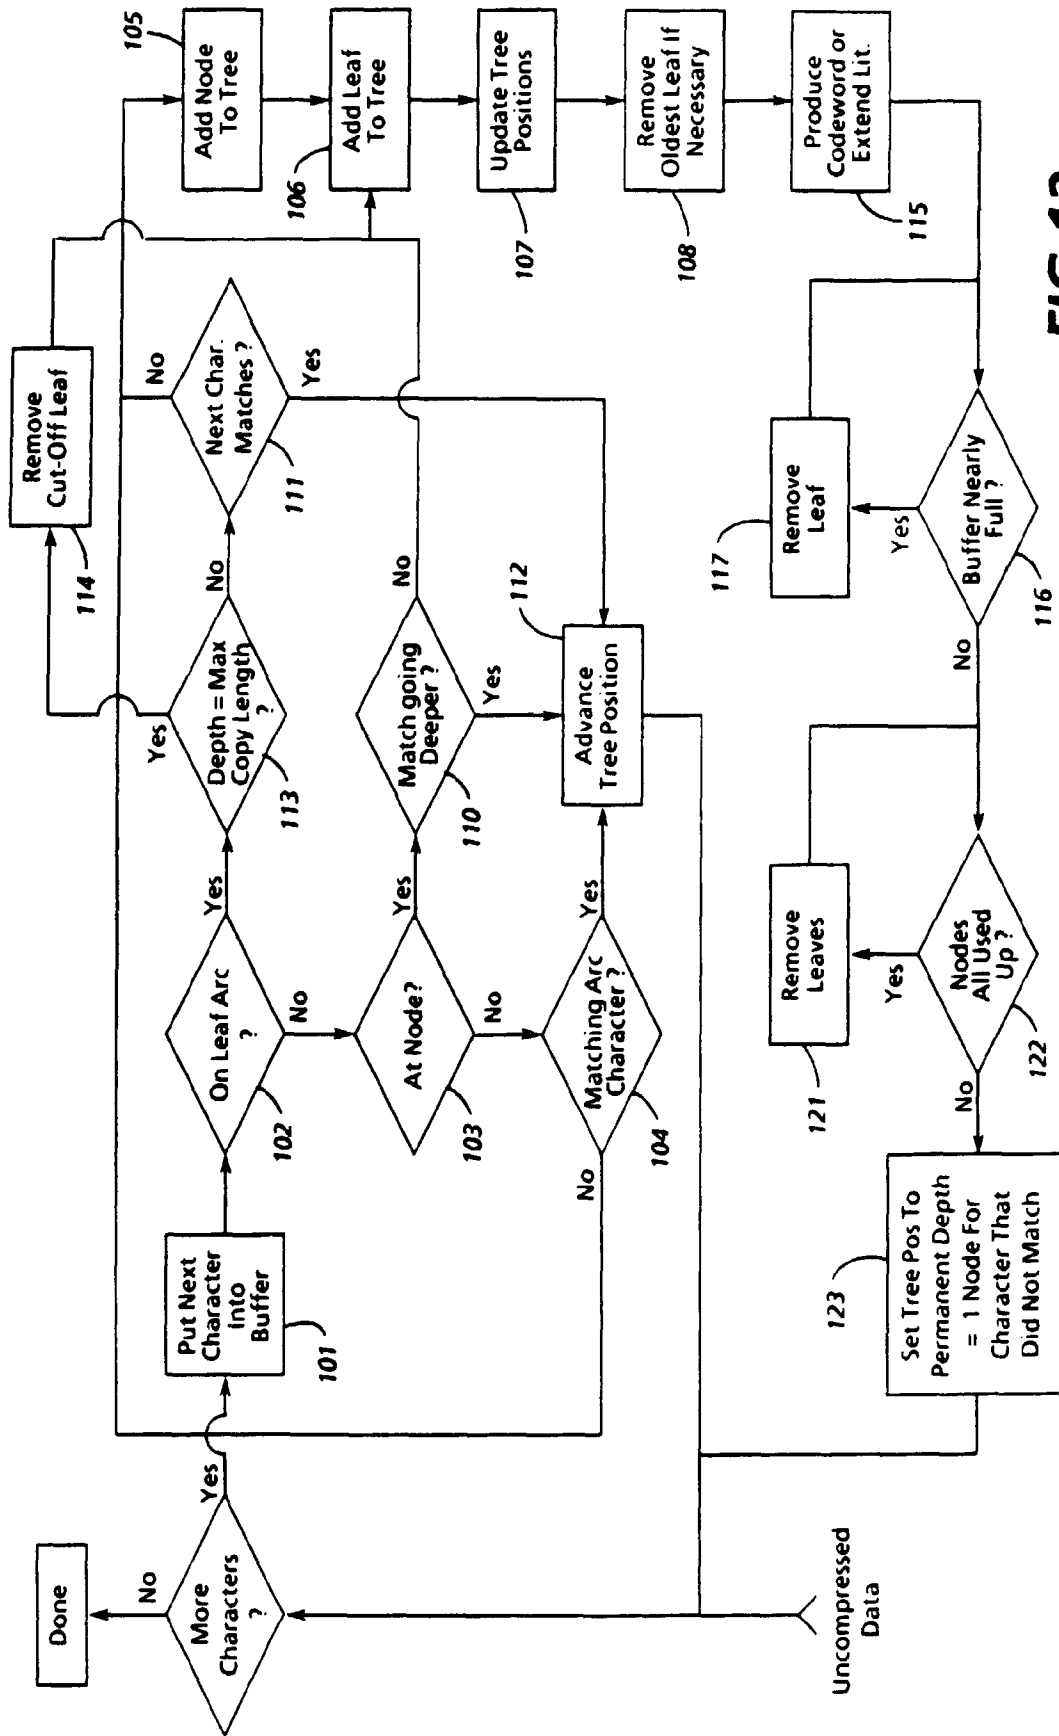 Done
No
More
Characters
?
Yes
Uncompressed
Data
Put Next
Character
Into
Buffer
101
On Leaf Arc
?
102
Yes
No
At Node?
103
Yes
No
Matching Arc
Character ?
104
Yes
No
Depth = Max
Copy Length
?
113
Yes
No
Match going
Deeper ?
110
No
Yes
Advance
Tree Position
112
Remove
Cut-Off Leaf
114
Next Char.
Matches ?
111
No
Yes
105
Add Node
To Tree
106
Add Leaf
To Tree
Update Tree
Positions
107
Remove
Oldest Leaf If
Necessary
108
Produce
Codeword or
Extend Lit.
115
Buffer Nearly
Full ?
116
Yes
No
Remove
Leaf
117
Nodes
All Used
Up ?
122
Yes
No
Remove
Leaves
121
Set Tree Pos To
Permanent Depth
= 1 Node For
Character That
Did Not Match
123